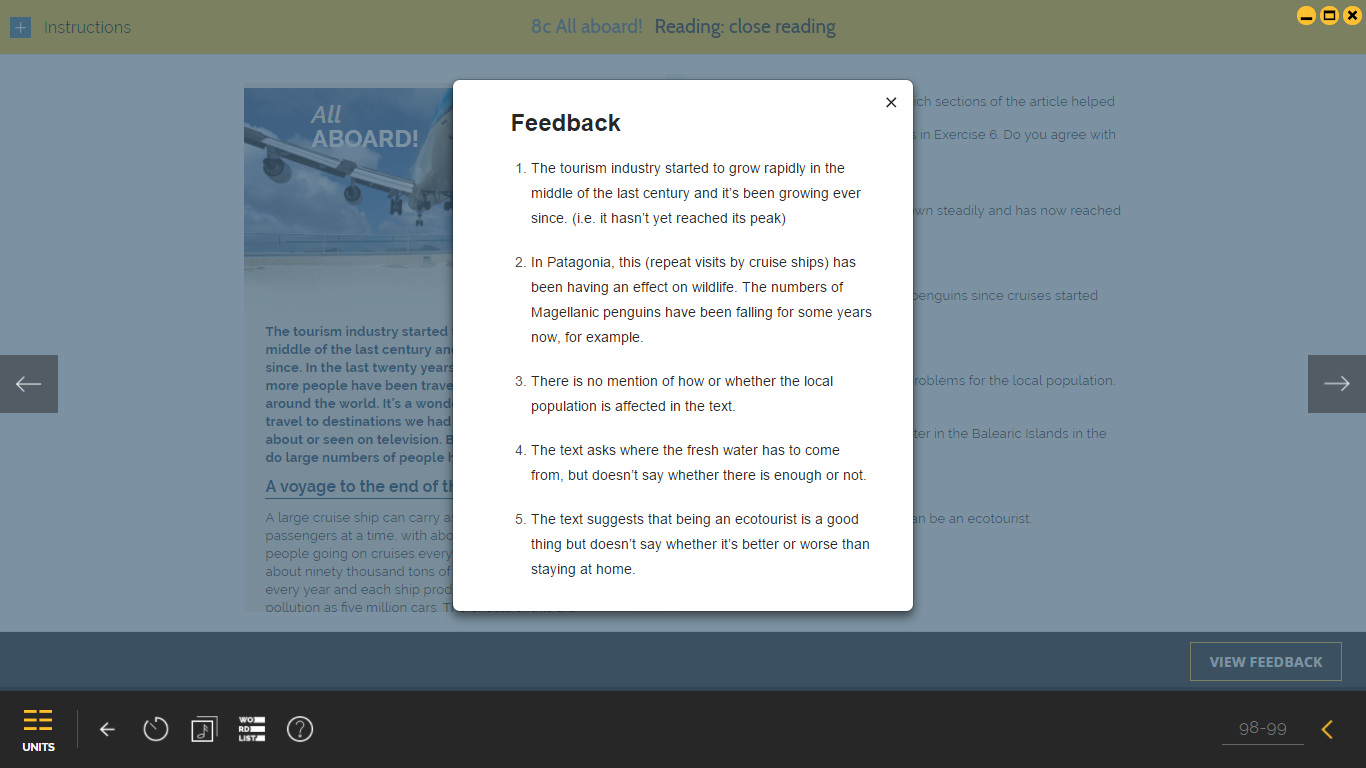 Instructions
8c All aboard! Reading: close reading
All
ABOARD!
The tourism industry started
middle of the last century
since. In the last twenty years
more people have been
around the world. It's a
travel to destinations we had
about or seen on television.
do large numbers of people
A voyage to the end of
A large cruise ship can carry
passengers at a time, with
people going on cruises every
about ninety thousand tons of
every year and each ship
pollution as five million cars.
Feedback
1. The tourism industry started to grow rapidly in the
middle of the last century and it's been growing ever
since. (i.e. it hasn't yet reached its peak)
2. In Patagonia, this (repeat visits by cruise ships) has
been having an effect on wildlife. The numbers of
Magellanic penguins have been falling for some years
now, for example.
3. There is no mention of how or whether the local
population is affected in the text.
4. The text asks where the fresh water has to come
from, but doesn't say whether there is enough or not.
5. The text suggests that being an ecotourist is a good
thing but doesn't say whether it's better or worse than
staying at home.
sections of the article helped
in Exercise 6. Do you agree with
steadily and has now reached
penguins since cruises started
problems for the local population.
in the Balearic Islands in the
be an ecotourist.
VIEW FEEDBACK
UNITS
WO
RD
LIST
98-99